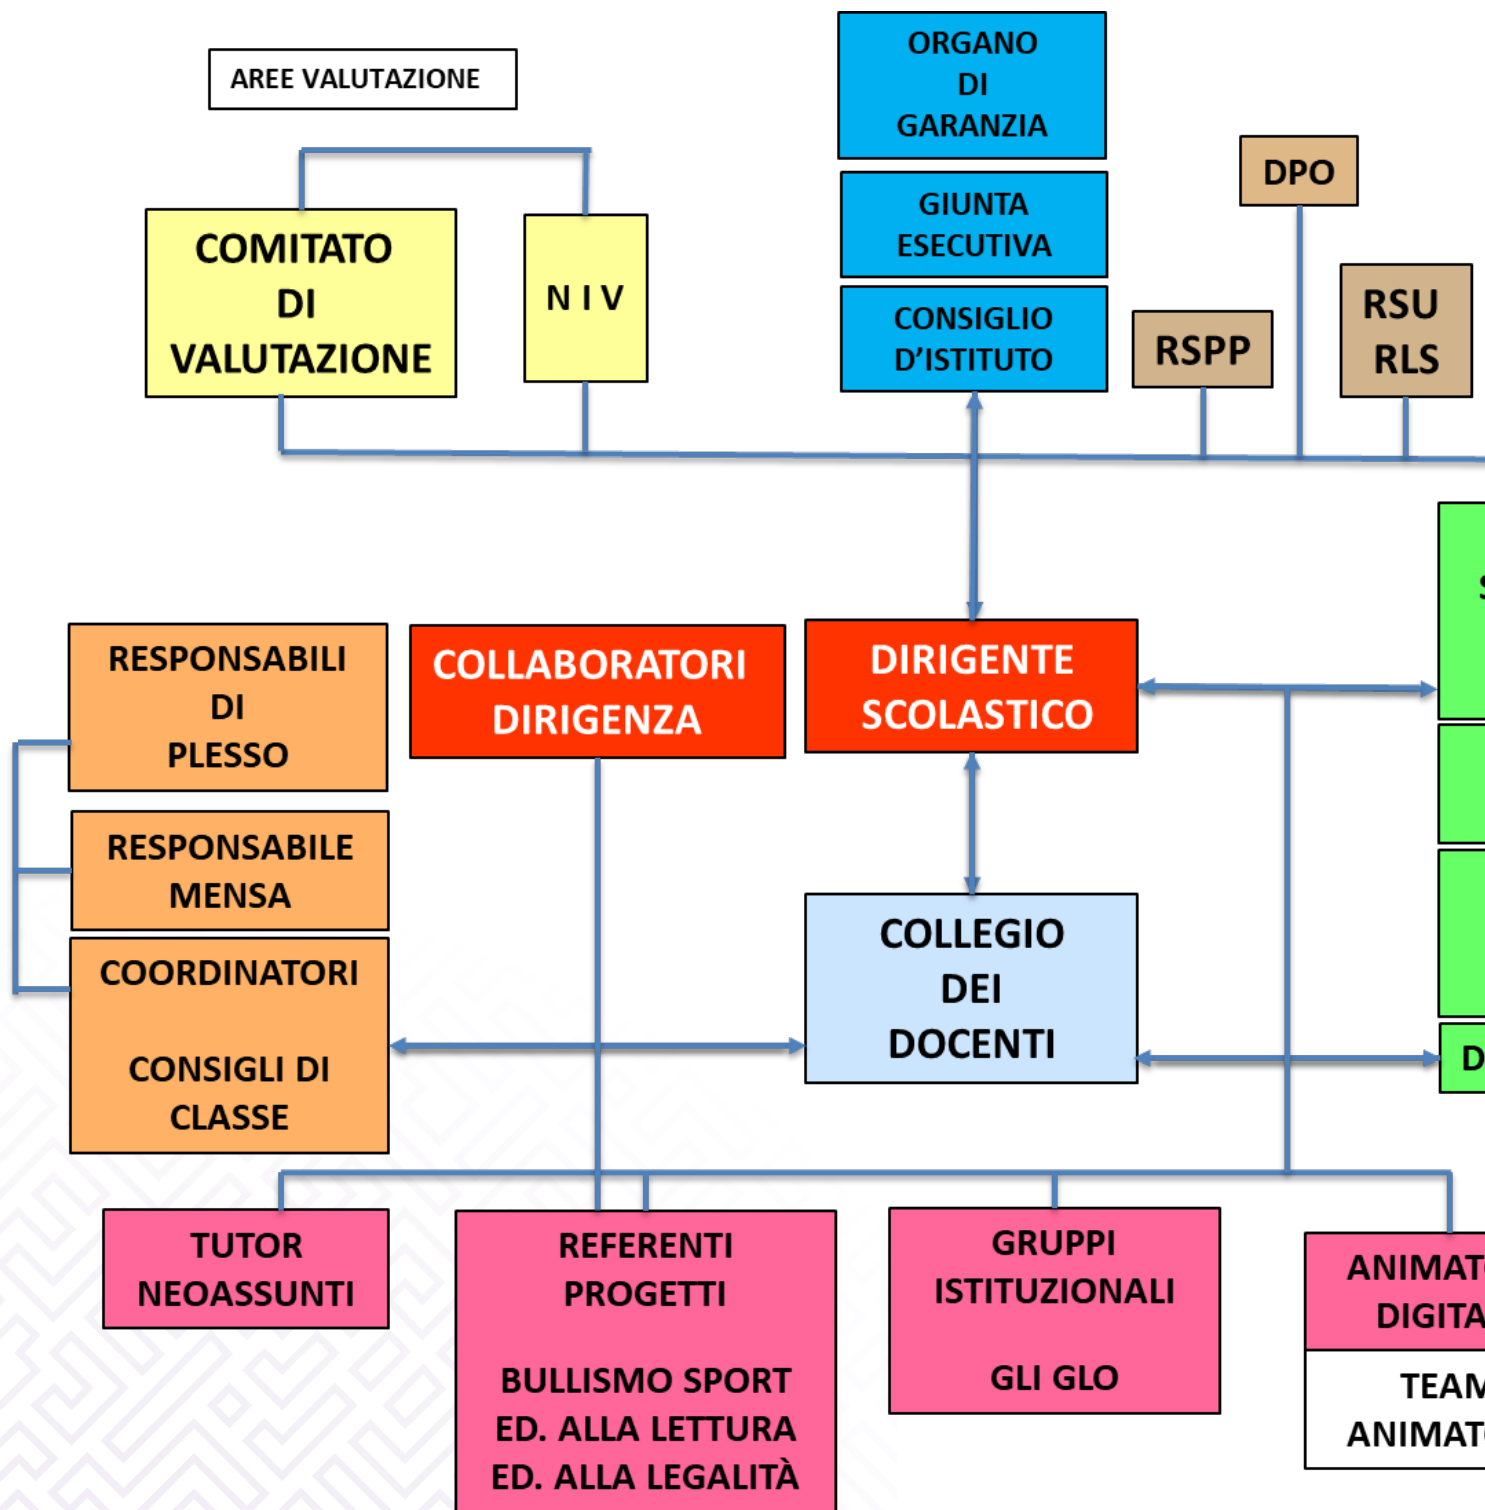 AREE VALUTAZIONE
ORGANO
DI
GARANZIA
GIUNTA
ESECUTIVA
CONSIGLIO
D'ISTITUTO
DPO
COMITATO
DI
VALUTAZIONE
N I V
RSPP
RSU
RLS
RESPONSABILI
DI
PLESSO
COLLABORATORI
DIRIGENZA
DIRIGENTE
SCOLASTICO
RESPONSABILE
MENSA
COORDINATORI
CONSIGLI DI
CLASSE
COLLEGIO
DEI
DOCENTI
TUTOR
NEOASSUNTI
REFERENTI
PROGETTI
BULLISMO SPORT
ED. ALLA LETTURA
ED. ALLA LEGALITÀ
GRUPPI
ISTITUZIONALI
GLI GLO
TEAM